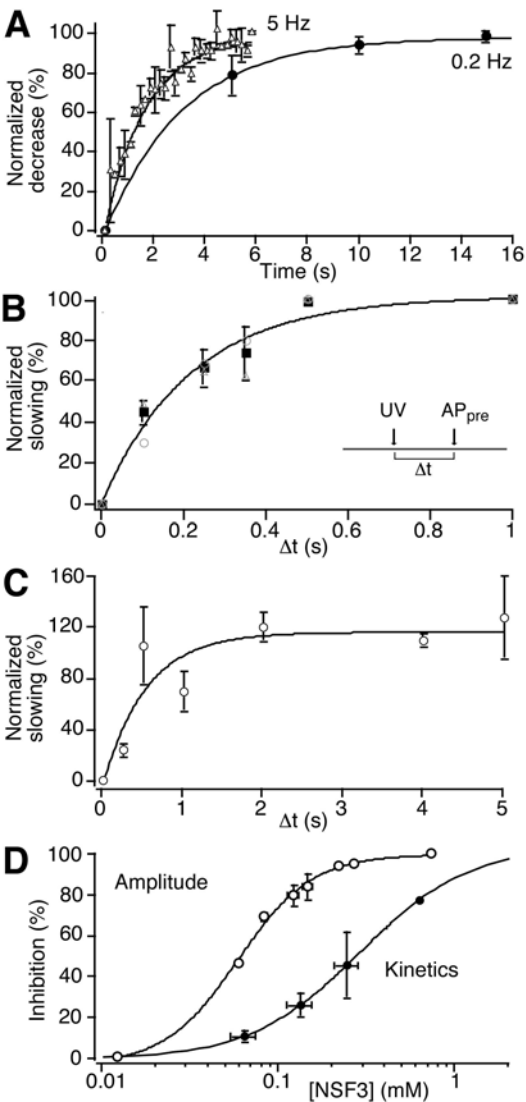 A
Normalized
decrease (%)
100
80
60
40
20
0
5 Hz
0.2 Hz
0 2 4 6 8 10 12 14 16
Time (s)
B
Normalized
slowing (%)
100
80
60
40
20
0
UV APpre
Δt
0 0.2 0.4 0.6 0.8 1
Δt (s)
C
Normalized
slowing (%)
160
120
80
40
0
0 1 2 3 4 5
Δt (s)
D
Inhibition (%)
100
80
60
40
20
0
Amplitude
Kinetics
0.01 0.1 1
[NSF3] (mM)